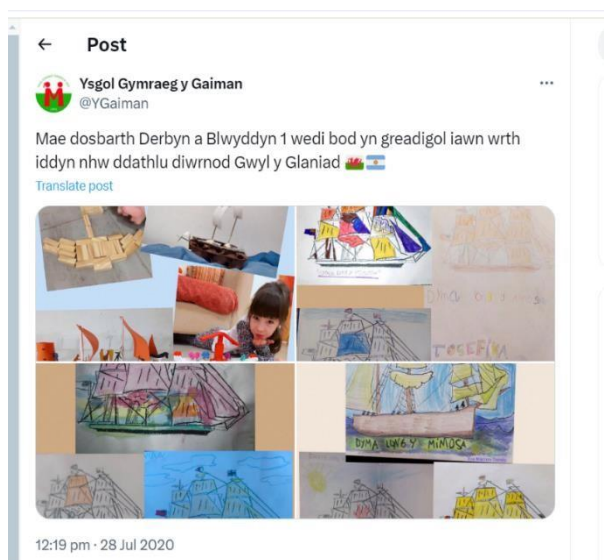 Post
Ysgol Gymraeg y Gaiman
@YGaiman
Mae dosbarth Derbyn a Blwyddyn 1 wedi bod yn greadigol iawn wrth
iddyn nhw ddathlu diwrnod Gwyl y Glaniad 🏴󠁧󠁢󠁷󠁬󠁳󠁿 🇦🇷
Translate post
JOSEFINA
DYMA LONG Y MIMOSA
12:19 pm · 28 Jul 2020